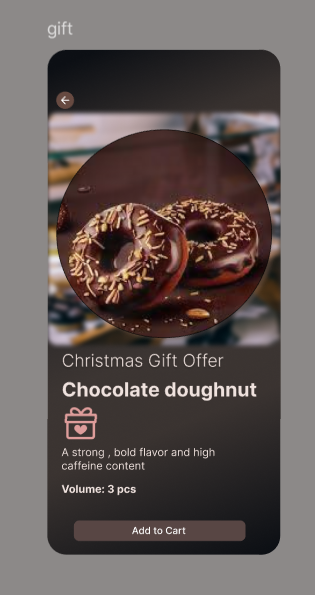 gift
Christmas Gift Offer
Chocolate doughnut
A strong , bold flavor and high
caffeine content
Volume: 3 pcs
Add to Cart